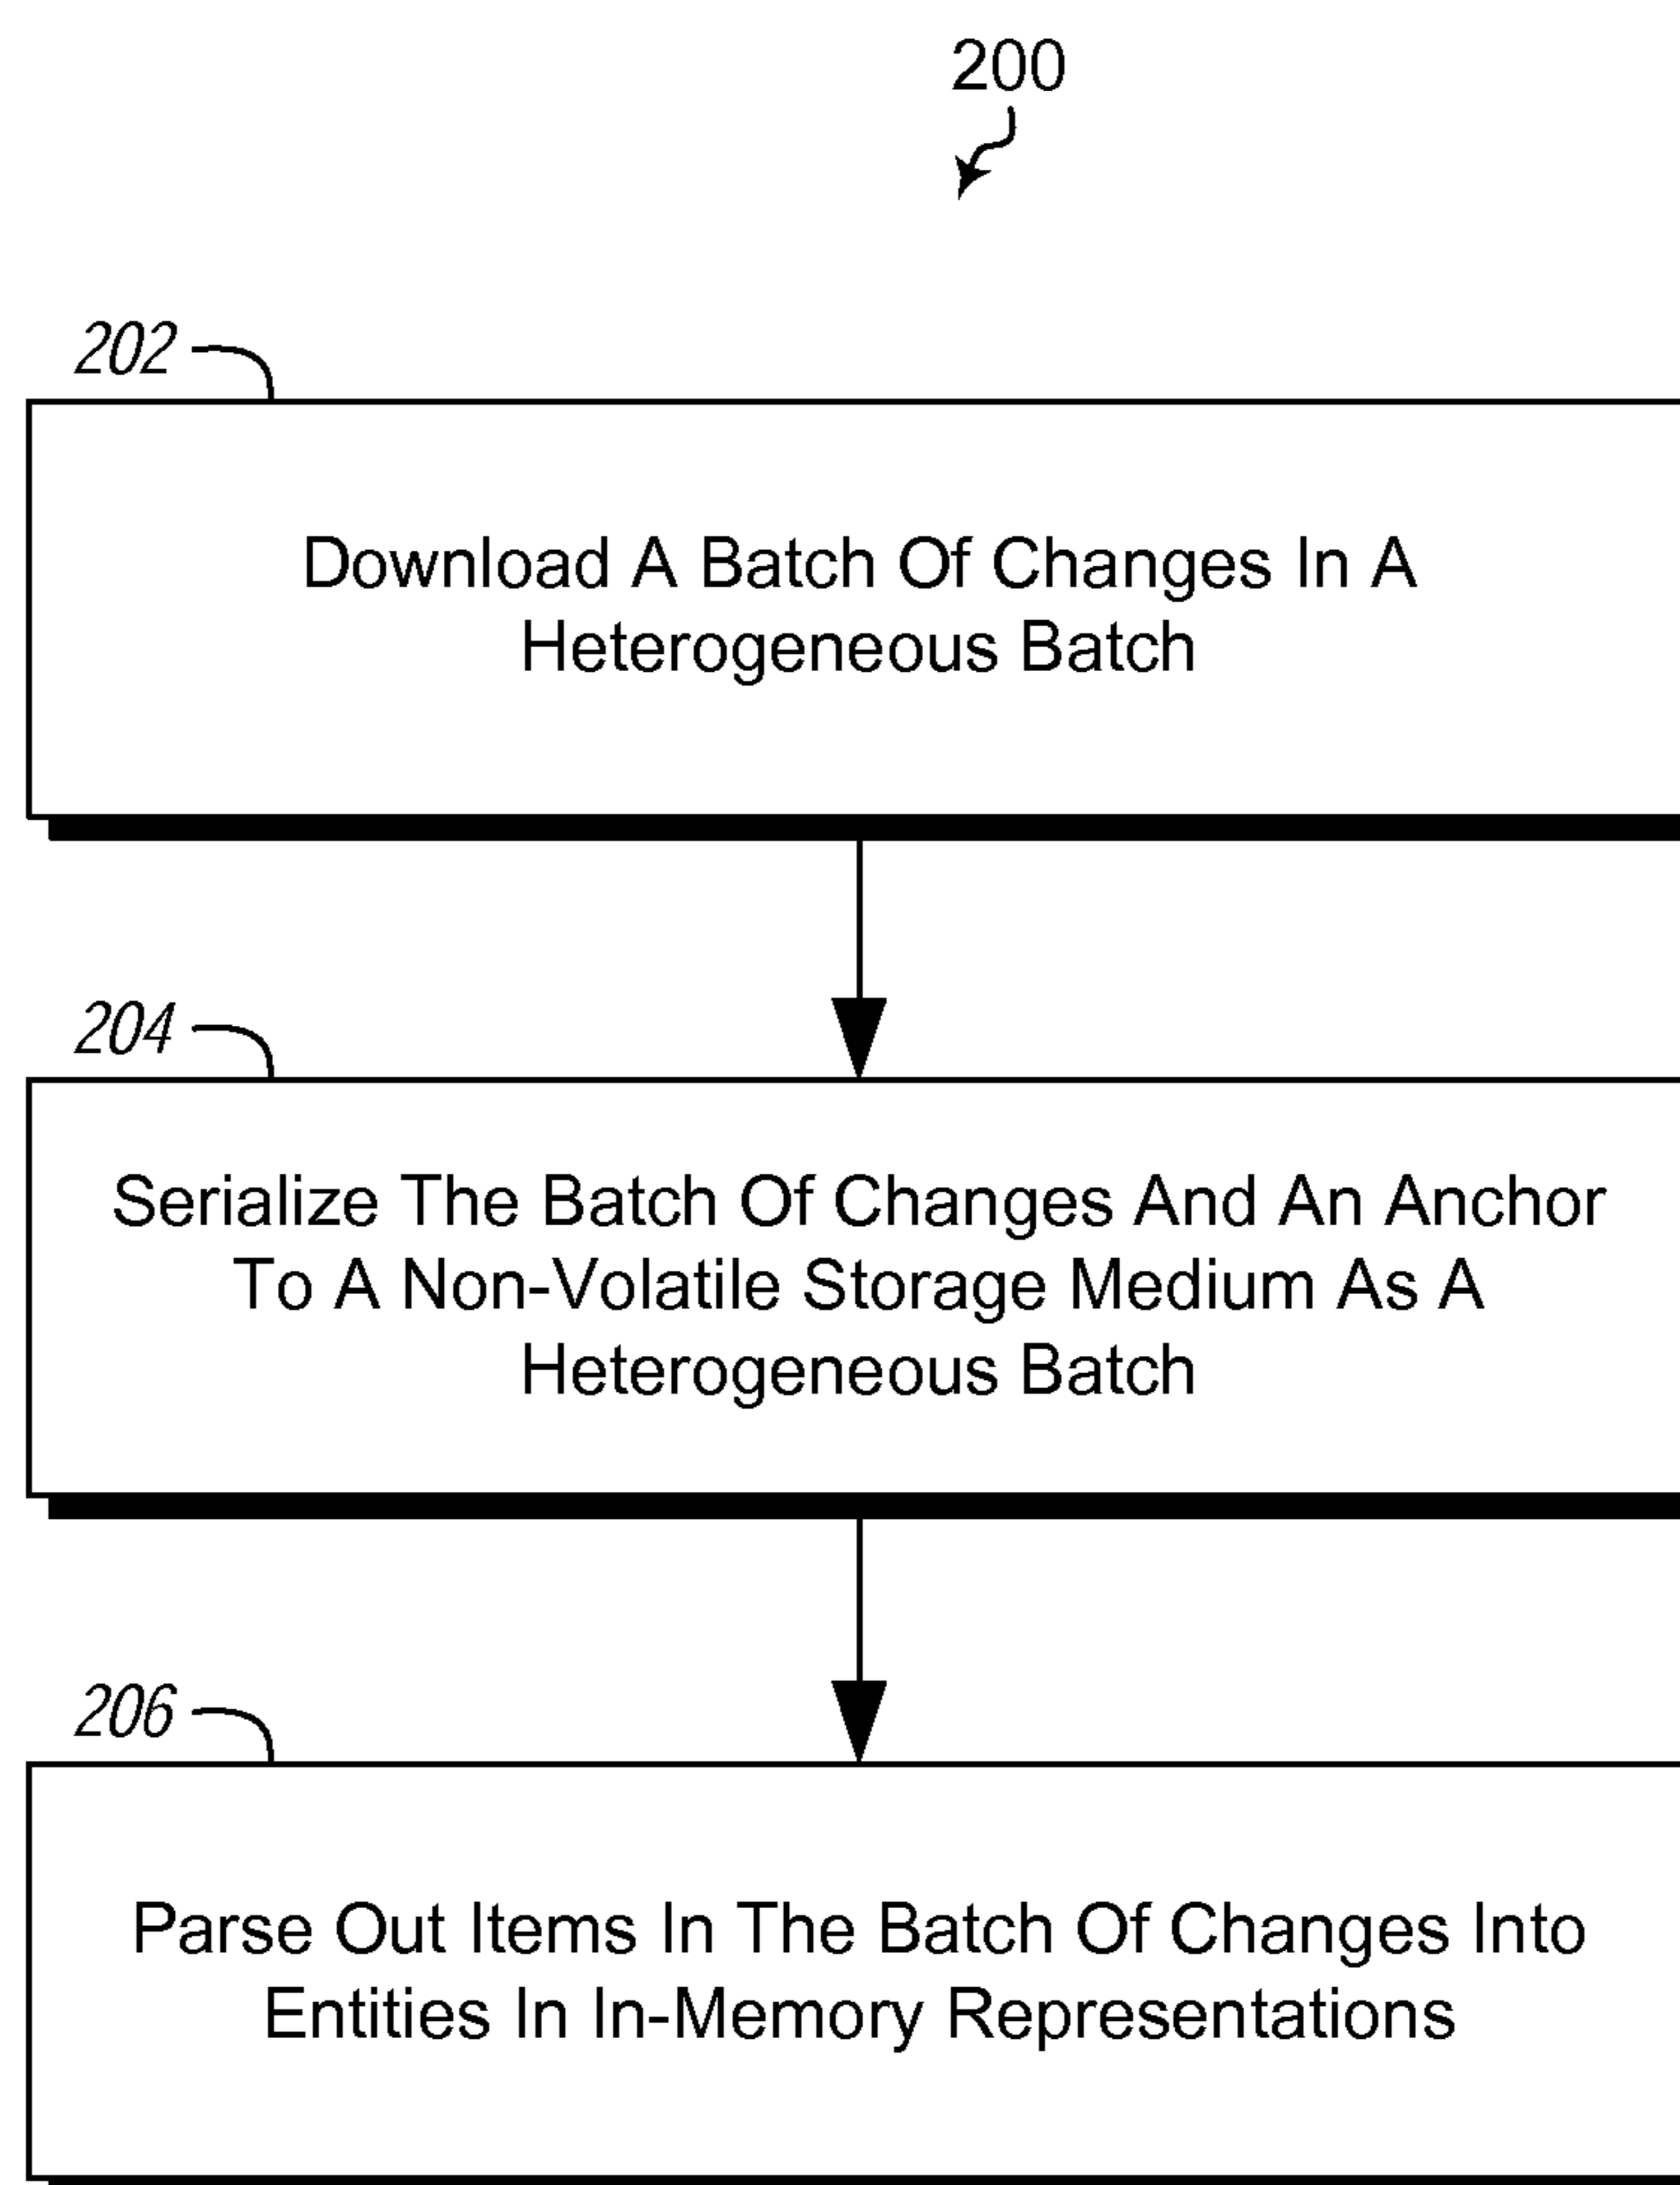 200
202
Download A Batch Of Changes In A
Heterogeneous Batch
204
Serialize The Batch Of Changes And An Anchor
To A Non-Volatile Storage Medium As A
Heterogeneous Batch
206
Parse Out Items In The Batch Of Changes Into
Entities In In-Memory Representations